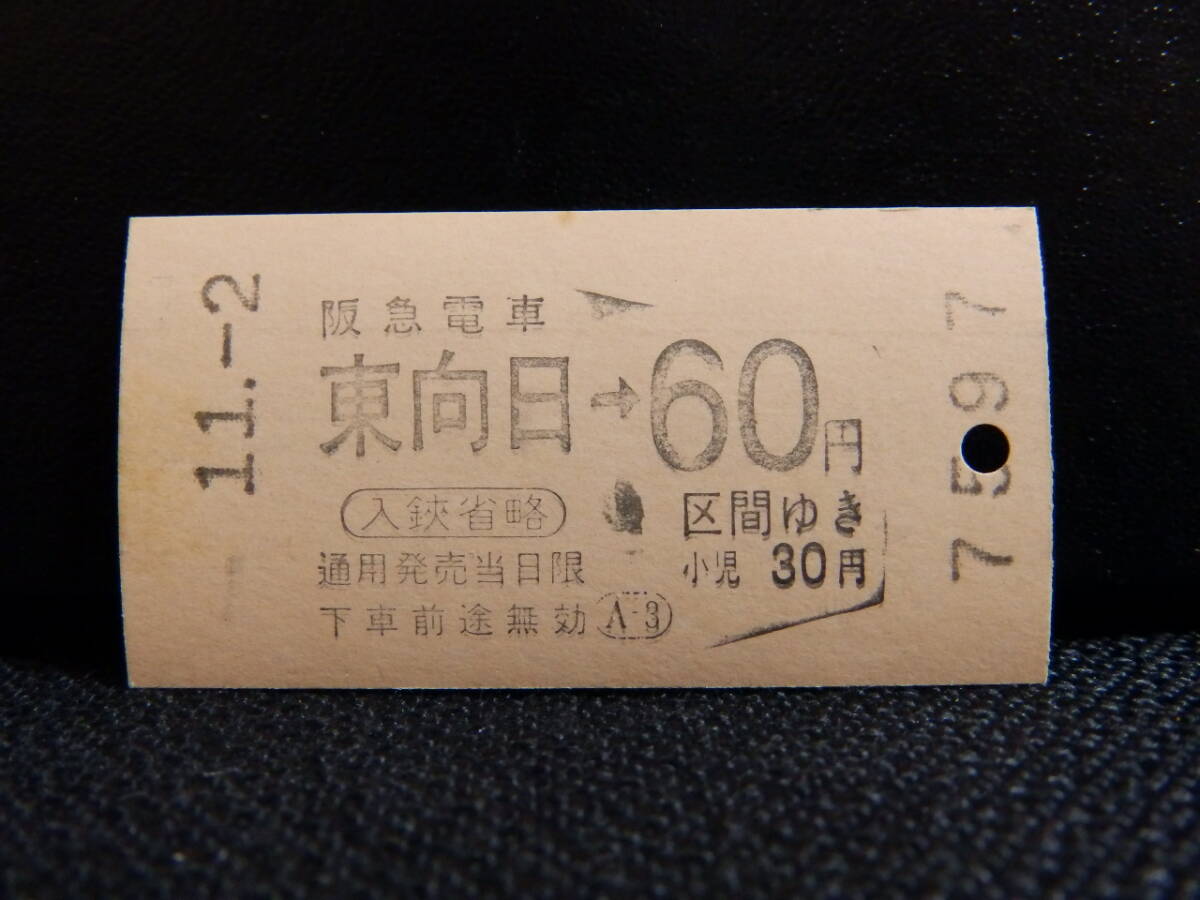 11.-2
阪急電車
東向日→60円
入鋏省略
区間ゆき
通用発売当日限
小児 30円
下車前途無効 A-3
7597